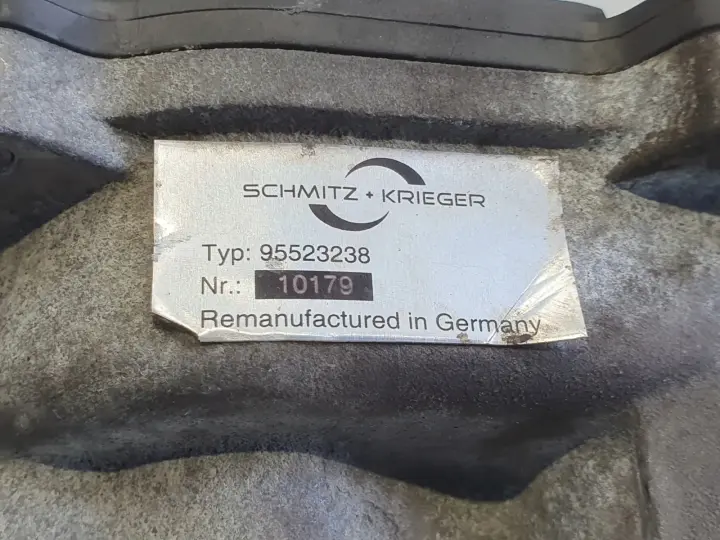 SCHMITZ + KRIEGER
Typ: 95523238
Nr.: 10179
Remanufactured in Germany